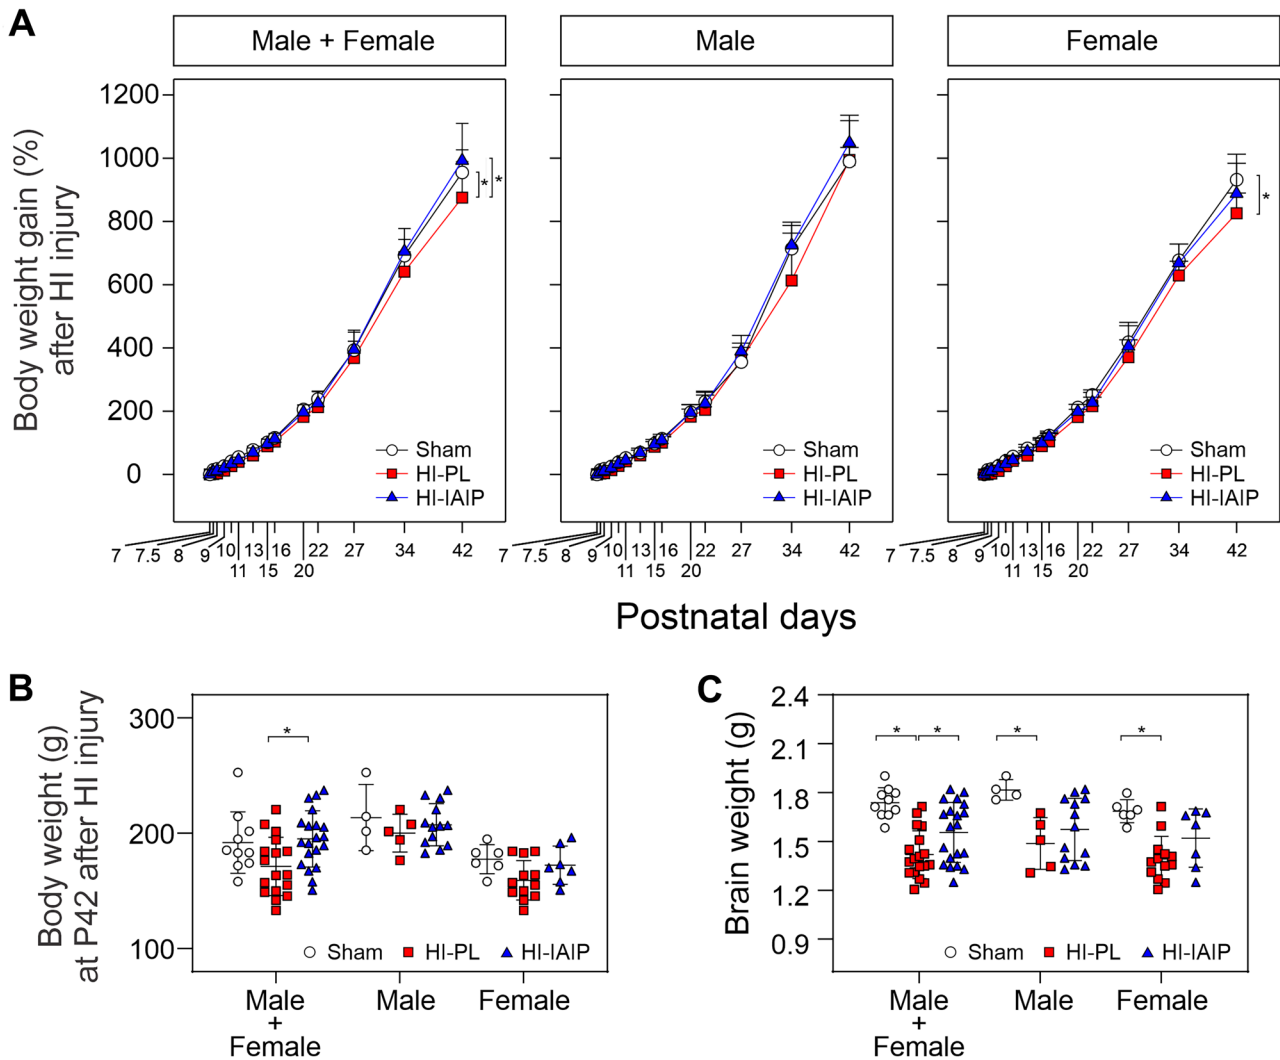 A
Male + Female
Male
Female
Body weight gain (%)
after HI injury
1200
1000
800
600
400
200
0
* *
*
Sham
HI-PL
HI-IAIP
Sham
HI-PL
HI-IAIP
Sham
HI-PL
HI-IAIP
7 7.5 8 9 10 13 16 22 27 34 42
11 15 20
7 7.5 8 9 10 13 16 22 27 34 42
11 15 20
7 7.5 8 9 10 13 16 22 27 34 42
11 15 20
Postnatal days
B
Body weight (g)
at P42 after HI injury
300
200
100
*
Sham HI-PL HI-IAIP
Male
+
Female
Male
Female
C
Brain weight (g)
2.4
2.1
1.8
1.5
1.2
0.9
* * * *
Sham HI-PL HI-IAIP
Male
+
Female
Male
Female